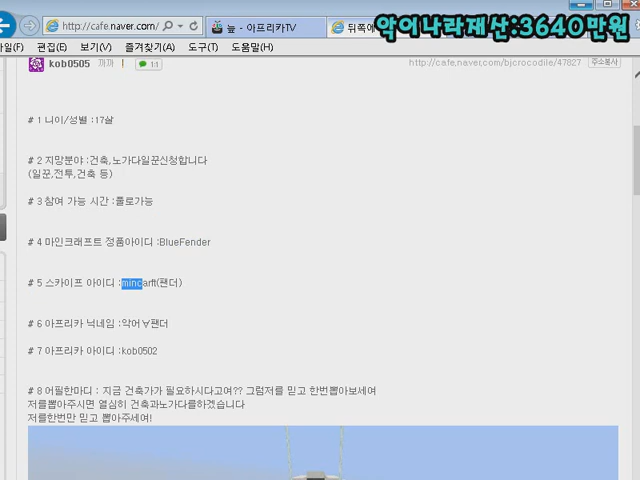 http://cafe.naver.com/
늪 - 아프리카TV
뒤쪽에
악어나라재산:3640만원
파일(F) 편집(E) 보기(V) 즐겨찾기(A) 도구(T) 도움말(H)
kob0505 까까 1:1
http://cafe.naver.com/bjcrocodile/47827 주소복사
# 1 니이/성별 :17살
# 2 지망분야 :건축,노가다일꾼신청합니다
(일꾼,전투,건축 등)
# 3 참여 가능 시간 :풀로가능
# 4 마인크래프트 정품아이디 :BlueFender
# 5 스카이프 아이디 :mincarft(팬더)
# 6 아프리카 닉네임 :악어∀팬더
# 7 아프리카 아이디 :kob0502
# 8 어필한마디 : 지금 건축가가 필요하시다고여?? 그럼저를 믿고 한번뽑아보세여
저를뽑아주시면 열심히 건축과노가다를하겠습니다
저를한번만 믿고 뽑아주세여!